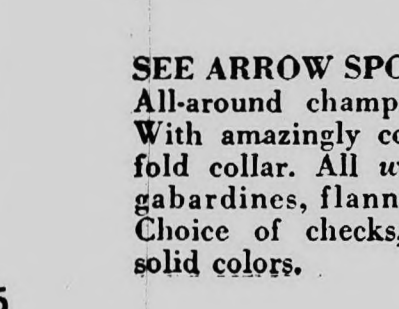 SEE ARROW SPO
All-around champ
With amazingly co
fold collar. All
gabardines, flann
Choice of checks,
solid colors.
5